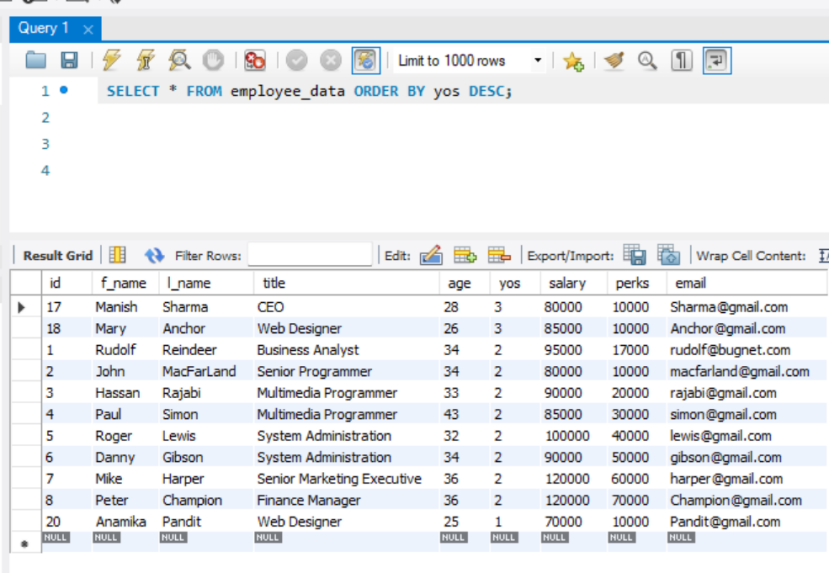 Query 1
Limit to 1000 rows
1 SELECT * FROM employee_data ORDER BY yos DESC;
2
3
4
Result Grid Filter Rows: Edit: Export/Import: Wrap Cell Content:
id f_name l_name title age yos salary perks email
17 Manish Sharma CEO 28 3 80000 10000 Sharma@gmail.com
18 Mary Anchor Web Designer 26 3 85000 10000 Anchor@gmail.com
1 Rudolf Reindeer Business Analyst 34 2 95000 17000 rudolf@bugnet.com
2 John MacFarLand Senior Programmer 34 2 80000 10000 macfarland@gmail.com
3 Hassan Rajabi Multimedia Programmer 33 2 90000 20000 rajabi@gmail.com
4 Paul Simon Multimedia Programmer 43 2 85000 30000 simon@gmail.com
5 Roger Lewis System Administration 32 2 100000 40000 lewis@gmail.com
6 Danny Gibson System Administration 34 2 90000 50000 gibson@gmail.com
7 Mike Harper Senior Marketing Executive 36 2 120000 60000 harper@gmail.com
8 Peter Champion Finance Manager 36 2 120000 70000 Champion@gmail.com
20 Anamika Pandit Web Designer 25 1 70000 10000 Pandit@gmail.com
NULL NULL NULL NULL NULL NULL NULL NULL NULL